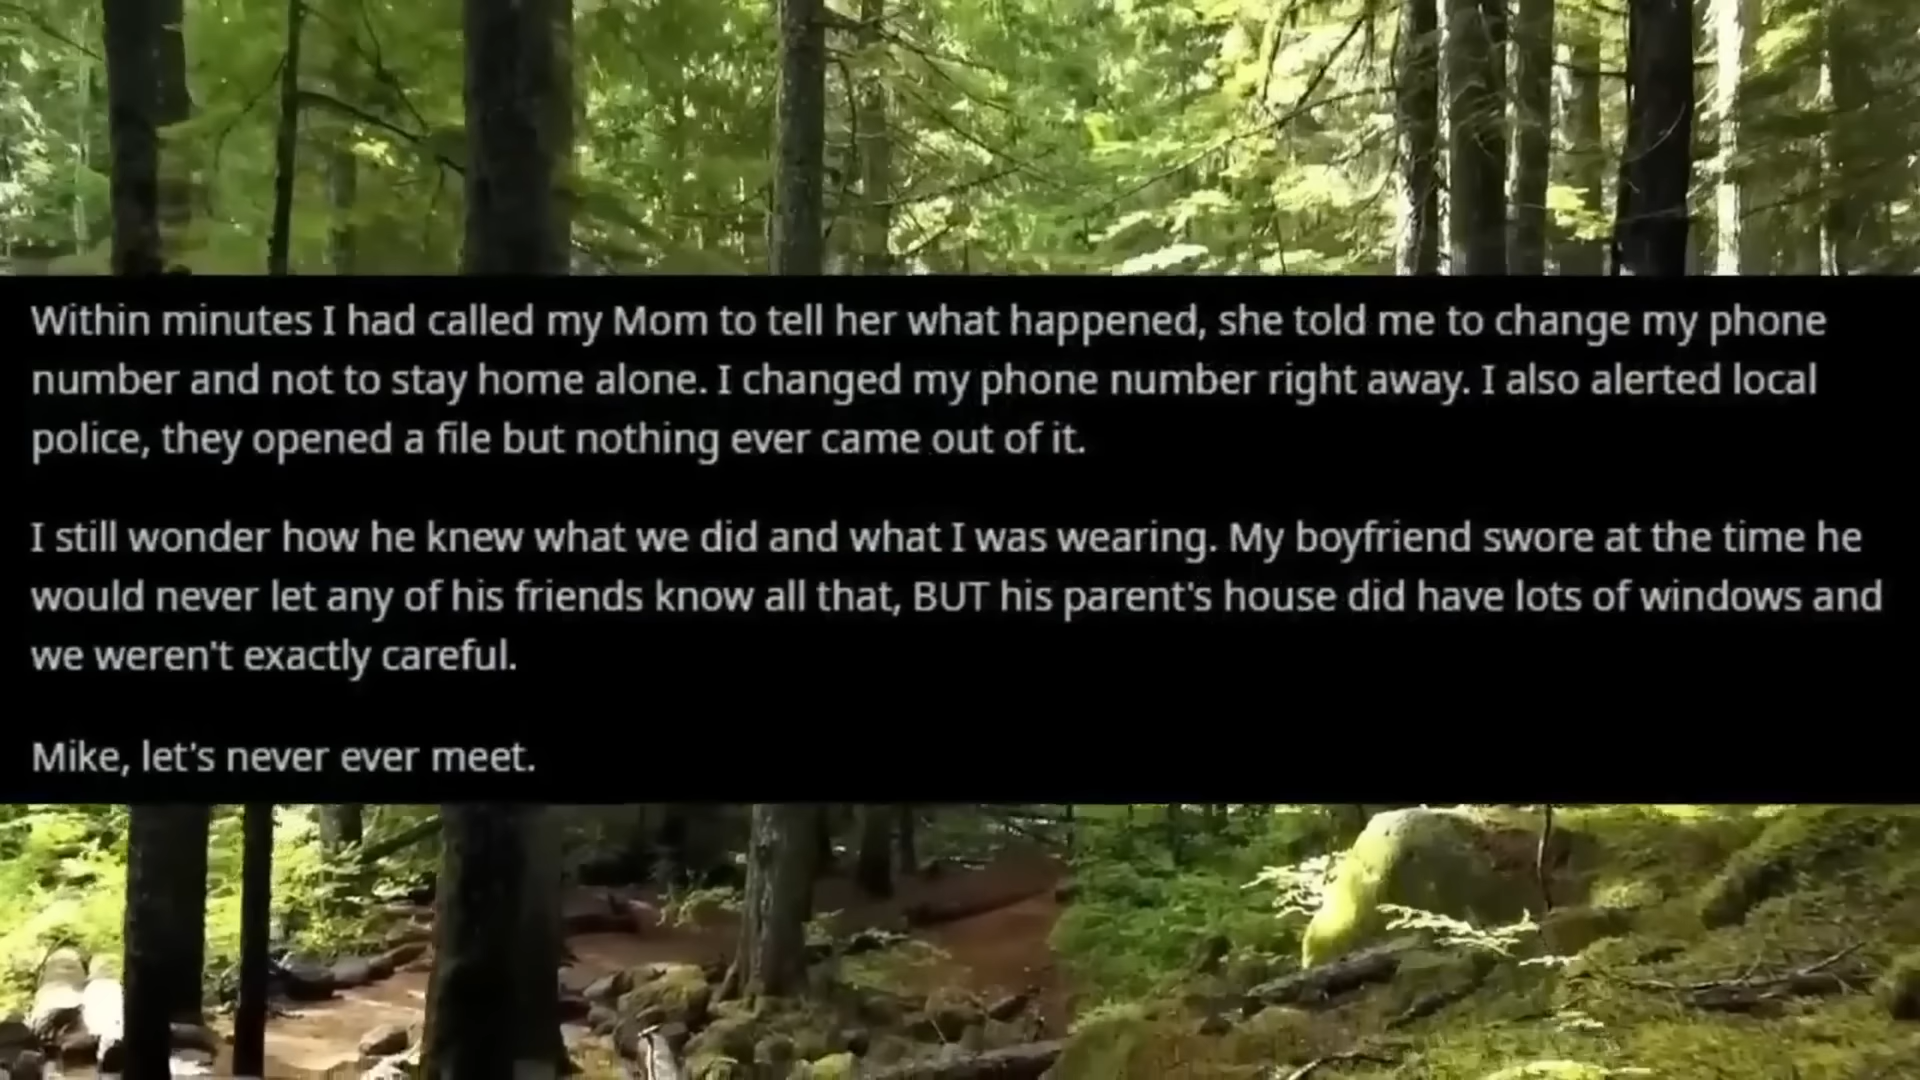 Within minutes I had called my Mom to tell her what happened, she told me to change my phone
number and not to stay home alone. I changed my phone number right away. I also alerted local
police, they opened a file but nothing ever came out of it.
I still wonder how he knew what we did and what I was wearing. My boyfriend swore at the time he
would never let any of his friends know all that, BUT his parent's house did have lots of windows and
we weren't exactly careful.
Mike, let's never ever meet.